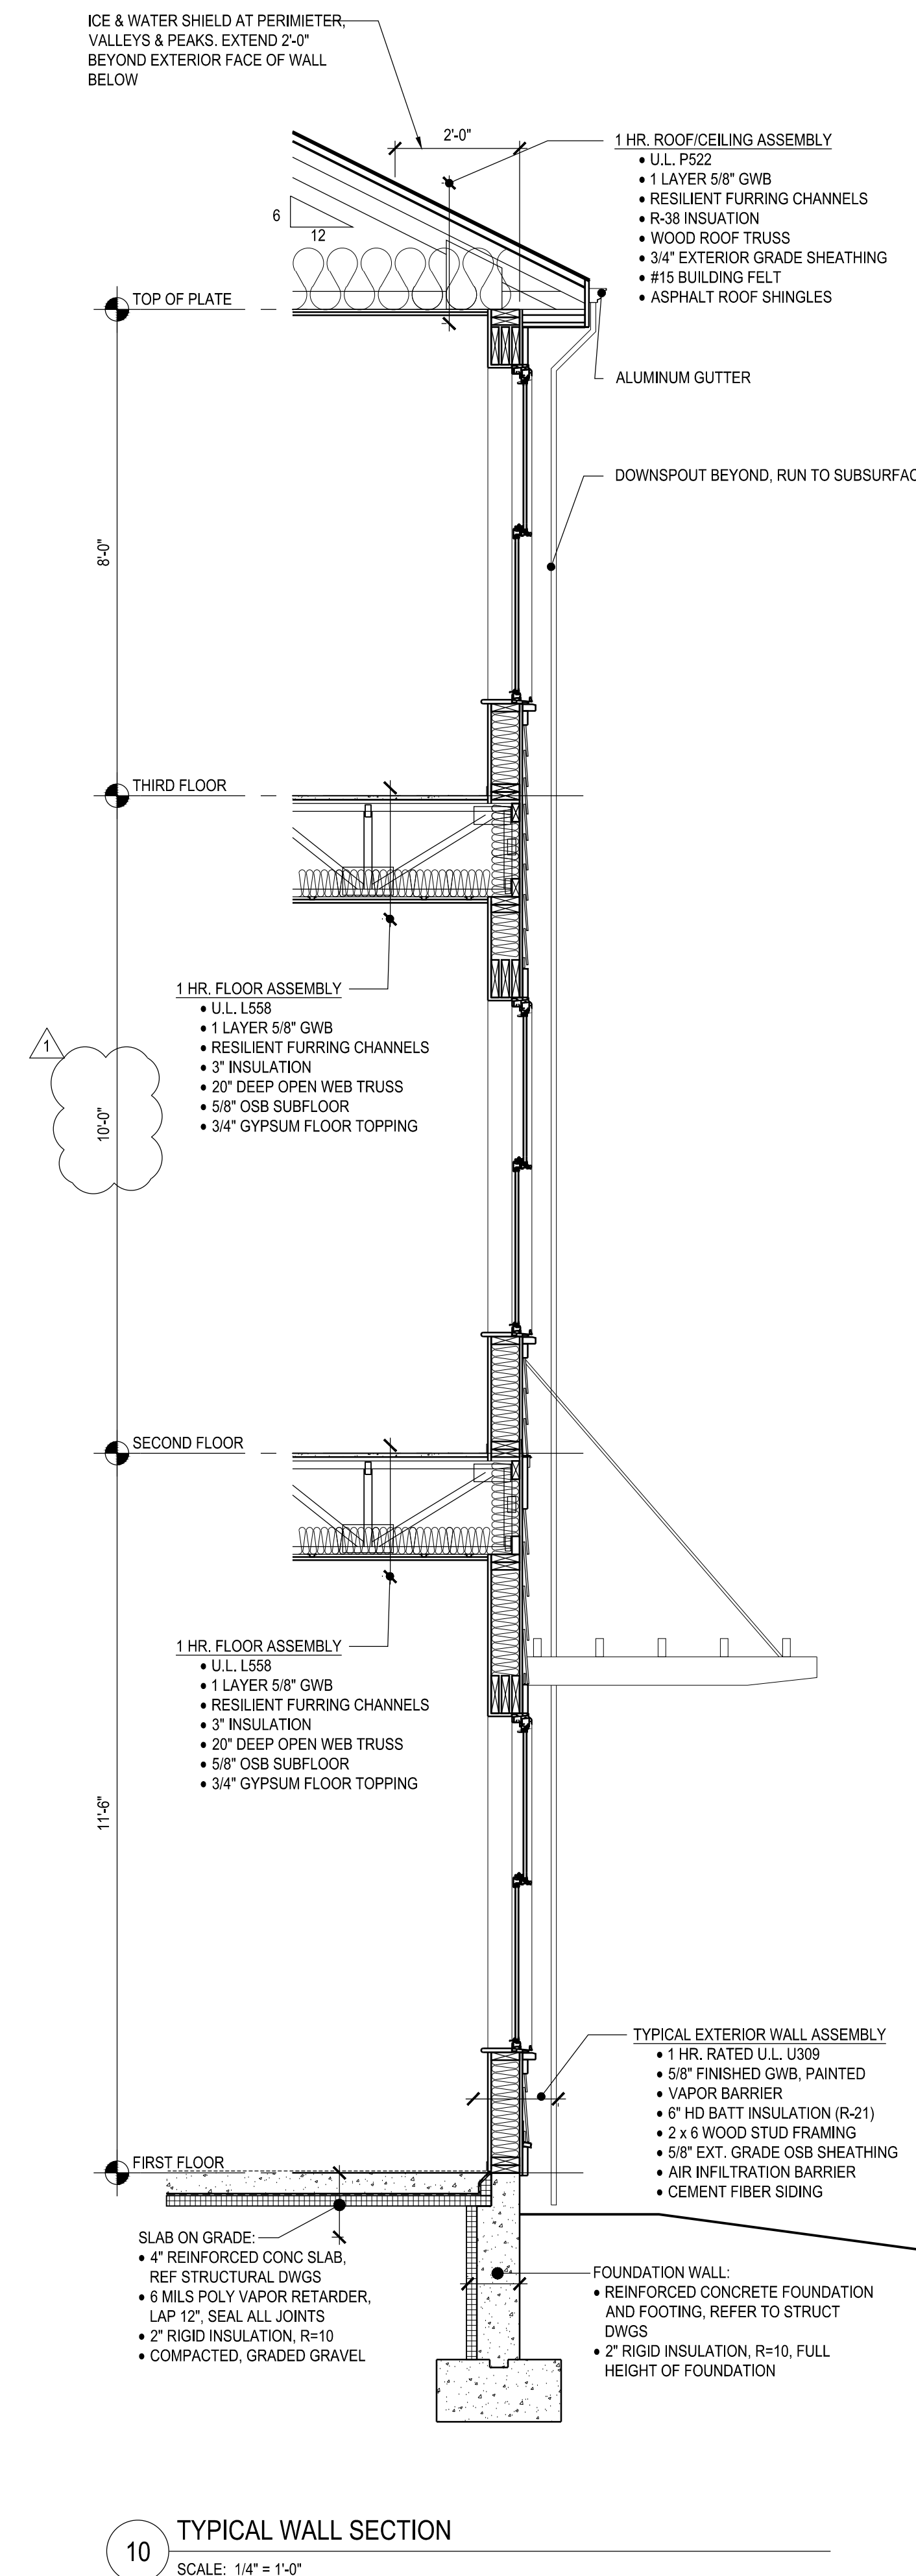 ICE & WATER SHIELD AT PERIMIETER,
VALLEYS & PEAKS. EXTEND 2'-0"
BEYOND EXTERIOR FACE OF WALL
BELOW
2'-0"
1 HR. ROOF/CEILING ASSEMBLY
• U.L. P522
• 1 LAYER 5/8" GWB
• RESILIENT FURRING CHANNELS
• R-38 INSUATION
• WOOD ROOF TRUSS
• 3/4" EXTERIOR GRADE SHEATHING
• #15 BUILDING FELT
• ASPHALT ROOF SHINGLES
6
12
TOP OF PLATE
ALUMINUM GUTTER
DOWNSPOUT BEYOND, RUN TO SUBSURFAC
8'-0"
THIRD FLOOR
1 HR. FLOOR ASSEMBLY
• U.L. L558
• 1 LAYER 5/8" GWB
• RESILIENT FURRING CHANNELS
• 3" INSULATION
• 20" DEEP OPEN WEB TRUSS
• 5/8" OSB SUBFLOOR
• 3/4" GYPSUM FLOOR TOPPING
1
10'-0"
SECOND FLOOR
1 HR. FLOOR ASSEMBLY
• U.L. L558
• 1 LAYER 5/8" GWB
• RESILIENT FURRING CHANNELS
• 3" INSULATION
• 20" DEEP OPEN WEB TRUSS
• 5/8" OSB SUBFLOOR
• 3/4" GYPSUM FLOOR TOPPING
11'-6"
TYPICAL EXTERIOR WALL ASSEMBLY
• 1 HR. RATED U.L. U309
• 5/8" FINISHED GWB, PAINTED
• VAPOR BARRIER
• 6" HD BATT INSULATION (R-21)
• 2 x 6 WOOD STUD FRAMING
• 5/8" EXT. GRADE OSB SHEATHING
• AIR INFILTRATION BARRIER
• CEMENT FIBER SIDING
FIRST FLOOR
SLAB ON GRADE:
• 4" REINFORCED CONC SLAB,
REF STRUCTURAL DWGS
• 6 MILS POLY VAPOR RETARDER,
LAP 12", SEAL ALL JOINTS
• 2" RIGID INSULATION, R=10
• COMPACTED, GRADED GRAVEL
FOUNDATION WALL:
• REINFORCED CONCRETE FOUNDATION
AND FOOTING, REFER TO STRUCT
DWGS
• 2" RIGID INSULATION, R=10, FULL
HEIGHT OF FOUNDATION
10
TYPICAL WALL SECTION
SCALE: 1/4" = 1'-0"